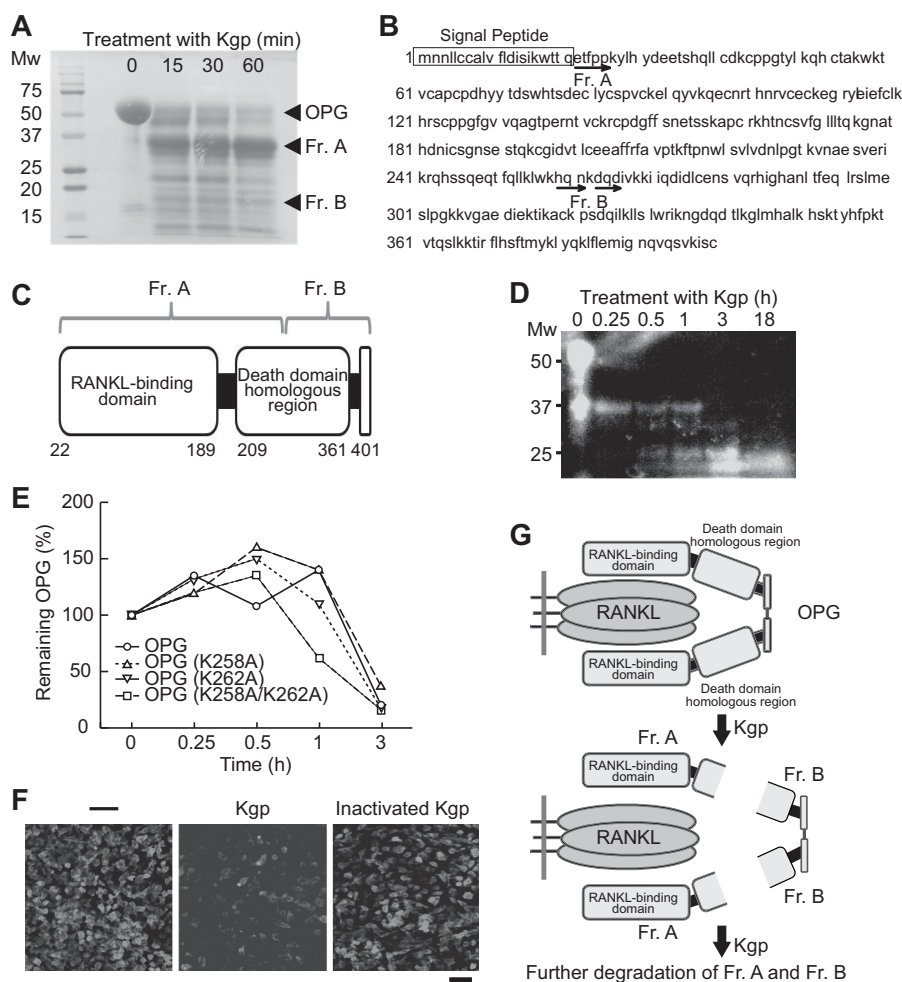 A
Treatment with Kgp (min)
Mw
0 15 30 60
75
50
37
25
20
15
OPG
Fr. A
Fr. B
B
Signal Peptide
1 mnnllccalv fldisikwtt qetfppkylh ydeetshqll cdkcppgtyl kqh ctakwkt
Fr. A
61 vcapcpdhyy tdswhtsdec lycspvckel qyvkqecnrt hnrvceckeg ryleiefclk
121 hrscppgfgv vqagtpernt vckrcpdgff snetsskapc rkhtncsvfg llltqkgnat
181 hdnicsgnse stqkcgidvt lceeaffrfa vptkftpnwl svlvdnlpgt kvnae sveri
241 krqhssqeqt fqllklwkhq nkdqdivkki iqdidlcens vqrhighanl tfeq lrslme
Fr. B
301 slpgkkvgae diektikack psdqilklls lwrikngdqd tlkglmhalk hskt yhfpkt
361 vtqslkktir flhsftmykl yqklflemig nqvqsvkisc
C
Fr. A
Fr. B
RANKL-binding
domain
Death domain
homologous
region
22 189 209 361 401
D
Treatment with Kgp (h)
Mw
0 0.25 0.5 1 3 18
50
37
25
E
Remaining OPG (%)
200
150
100
50
0
OPG
OPG (K258A)
OPG (K262A)
OPG (K258A/K262A)
0 0.25 0.5 1 3
Time (h)
F
Kgp
Inactivated Kgp
G
Death domain
homologous region
RANKL-binding
domain
RANKL
OPG
RANKL-binding
domain
Death domain
homologous region
Kgp
Fr. A
RANKL-binding
domain
Fr. B
RANKL
RANKL-binding
domain
Fr. B
Fr. A
Kgp
Further degradation of Fr. A and Fr. B